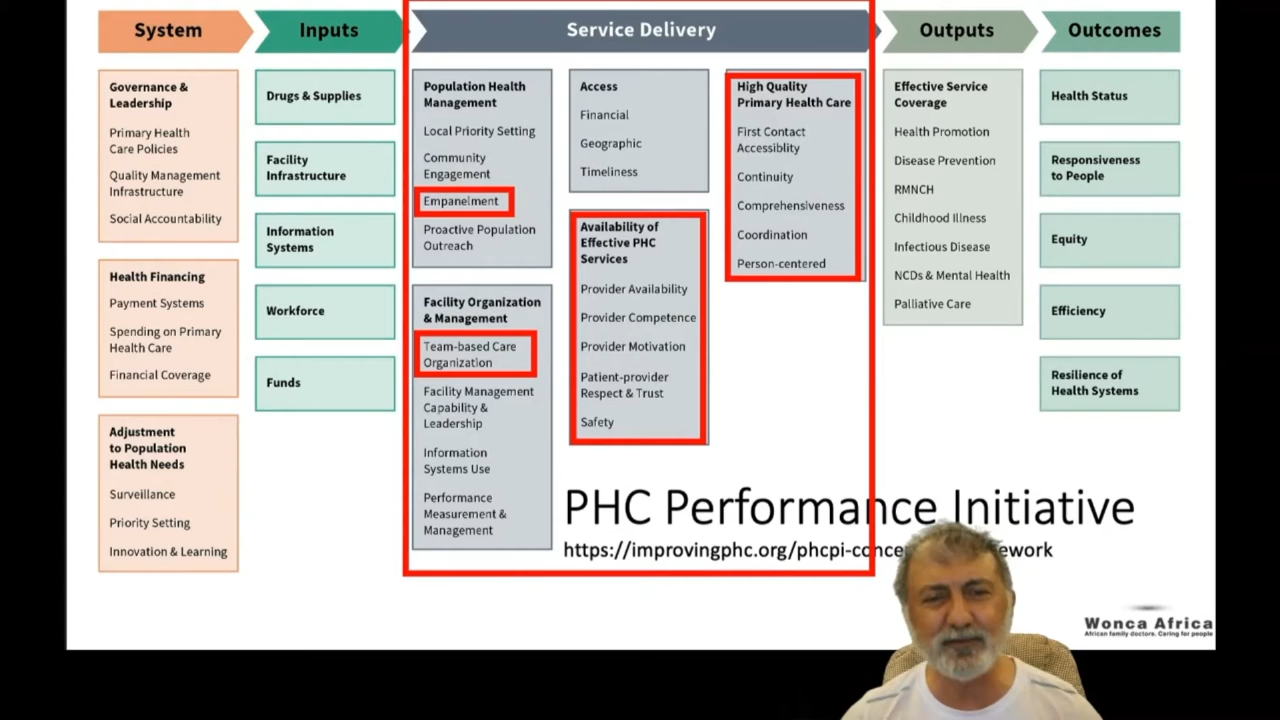 System
Governance &
Leadership
Primary Health
Care Policies
Quality Management
Infrastructure
Social Accountability
Health Financing
Payment Systems
Spending on Primary
Health Care
Financial Coverage
Adjustment
to Population
Health Needs
Surveillance
Priority Setting
Innovation & Learning
Inputs
Drugs & Supplies
Facility
Infrastructure
Information
Systems
Workforce
Funds
Service Delivery
Population Health
Management
Local Priority Setting
Community
Engagement
Empanelment
Proactive Population
Outreach
Facility Organization
& Management
Team-based Care
Organization
Facility Management
Capability &
Leadership
Information
Systems Use
Performance
Measurement &
Management
Access
Financial
Geographic
Timeliness
Availability of
Effective PHC
Services
Provider Availability
Provider Competence
Provider Motivation
Patient-provider
Respect & Trust
Safety
High Quality
Primary Health Care
First Contact
Accessiblity
Continuity
Comprehensiveness
Coordination
Person-centered
Outputs
Effective Service
Coverage
Health Promotion
Disease Prevention
RMNCH
Childhood Illness
Infectious Disease
NCDs & Mental Health
Palliative Care
Outcomes
Health Status
Responsiveness
to People
Equity
Efficiency
Resilience of
Health Systems
PHC Performance Initiative
Wonca Africa
African family doctors. Caring for people